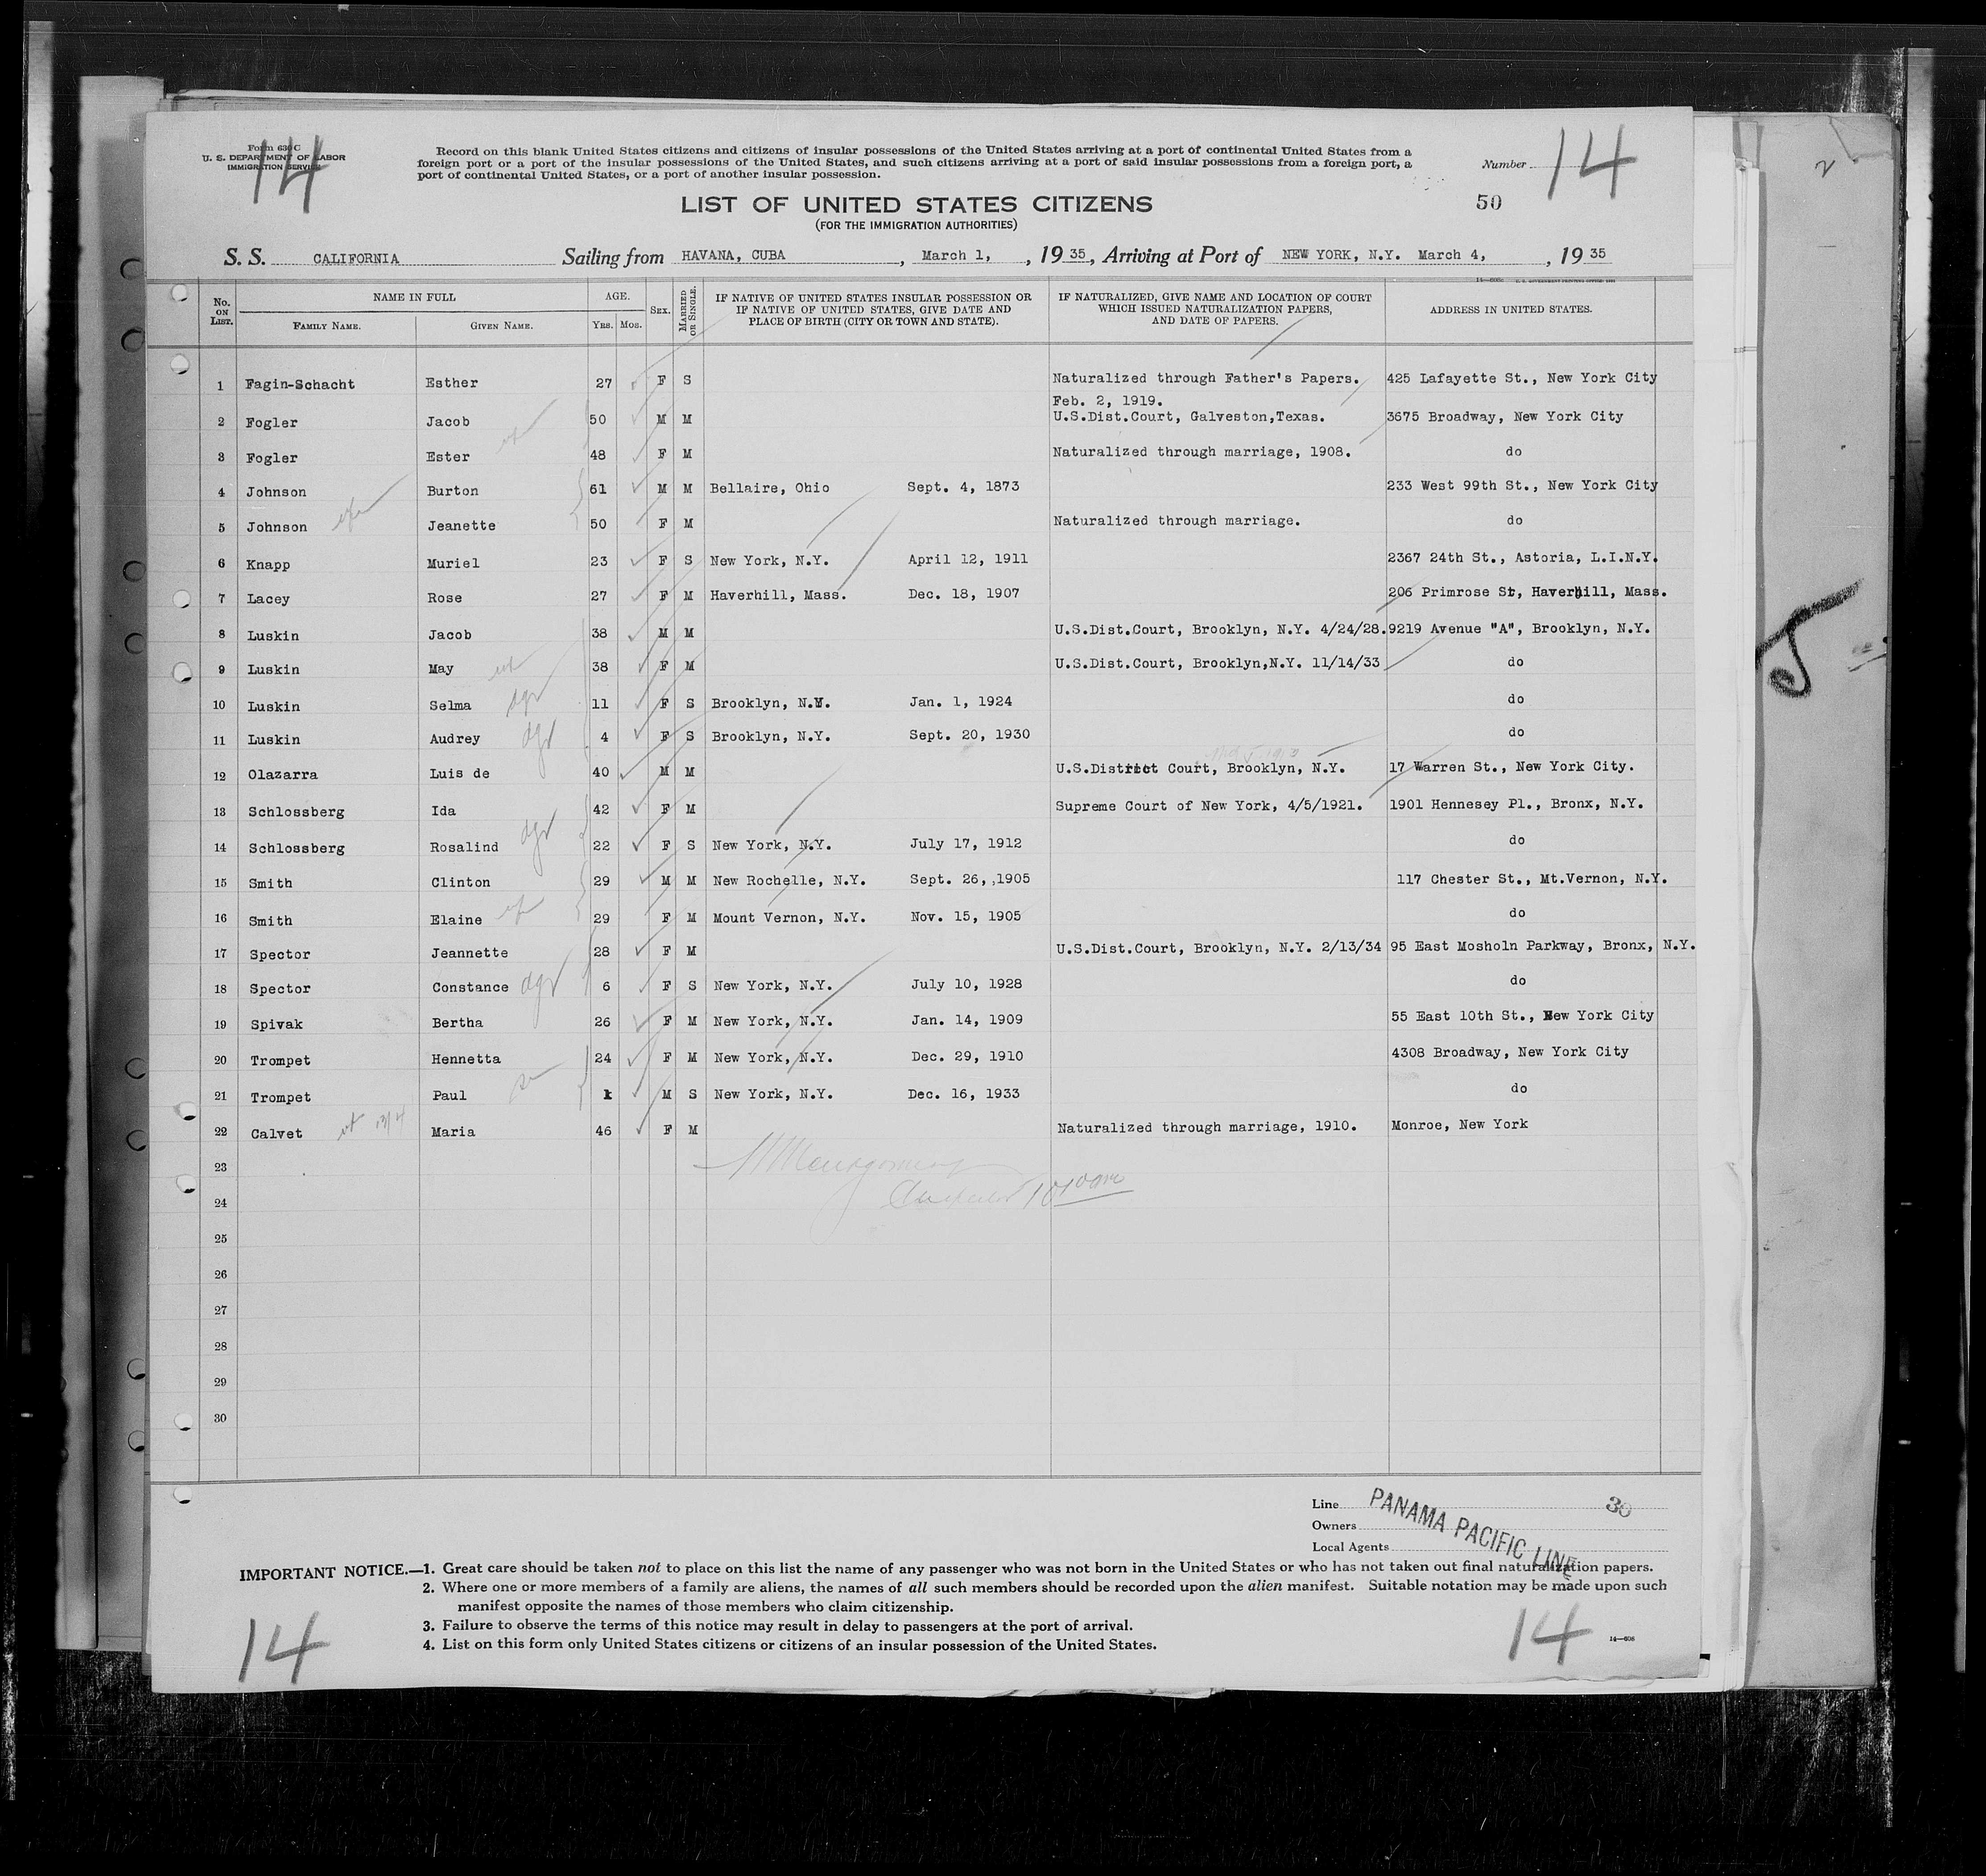 Form 630 C
U. S. DEPARTMENT OF LABOR
IMMIGRATION SERVICE
14
Record on this blank United States citizens and citizens of insular possessions of the United States arriving at a port of continental United States from a
foreign port or a port of the insular possessions of the United States, and such citizens arriving at a port of said insular possessions from a foreign port, a
port of continental United States, or a port of another insular possession.
Number 14
50
LIST OF UNITED STATES CITIZENS
(FOR THE IMMIGRATION AUTHORITIES)
S. S. CALIFORNIA Sailing from HAVANA, CUBA, March 1, , 19 35, Arriving at Port of NEW YORK, N.Y. March 4, , 19 35
No. ON LIST. NAME IN FULL FAMILY NAME. GIVEN NAME. AGE. YRS. MOS. SEX. MARRIED OR SINGLE. IF NATIVE OF UNITED STATES INSULAR POSSESSION OR IF NATIVE OF UNITED STATES, GIVE DATE AND PLACE OF BIRTH (CITY OR TOWN AND STATE). IF NATURALIZED, GIVE NAME AND LOCATION OF COURT WHICH ISSUED NATURALIZATION PAPERS, AND DATE OF PAPERS. ADDRESS IN UNITED STATES.
1 Fagin-Schacht Esther 27 F S Naturalized through Father's Papers. 425 Lafayette St., New York City
Feb. 2, 1919.
2 Fogler Jacob 50 M M U.S.Dist.Court, Galveston,Texas. 3675 Broadway, New York City
3 Fogler Ester 48 F M Naturalized through marriage, 1908. do
4 Johnson Burton 61 M M Bellaire, Ohio Sept. 4, 1873 233 West 99th St., New York City
5 Johnson Jeanette 50 F M Naturalized through marriage. do
6 Knapp Muriel 23 F S New York, N.Y. April 12, 1911 2367 24th St., Astoria, L.I.N.Y.
7 Lacey Rose 27 F M Haverhill, Mass. Dec. 18, 1907 206 Primrose St, Haverhill, Mass.
8 Luskin Jacob 38 M M U.S.Dist.Court, Brooklyn, N.Y. 4/24/28. 9219 Avenue "A", Brooklyn, N.Y.
9 Luskin May 38 F M U.S.Dist.Court, Brooklyn,N.Y. 11/14/33 do
10 Luskin Selma dgr 11 F S Brooklyn, N.Y. Jan. 1, 1924 do
11 Luskin Audrey dgr 4 F S Brooklyn, N.Y. Sept. 20, 1930 do
12 Olazarra Luis de 40 M M U.S.District Court, Brooklyn, N.Y. 17 Warren St., New York City.
13 Schlossberg Ida 42 F M Supreme Court of New York, 4/5/1921. 1901 Hennesey Pl., Bronx, N.Y.
14 Schlossberg Rosalind dgr 22 F S New York, N.Y. July 17, 1912 do
15 Smith Clinton 29 M M New Rochelle, N.Y. Sept. 26, ,1905 117 Chester St., Mt.Vernon, N.Y.
16 Smith Elaine 29 F M Mount Vernon, N.Y. Nov. 15, 1905 do
17 Spector Jeannette 28 F M U.S.Dist.Court, Brooklyn, N.Y. 2/13/34 95 East Mosholn Parkway, Bronx, N.Y.
18 Spector Constance dgr 6 F S New York, N.Y. July 10, 1928 do
19 Spivak Bertha 26 F M New York, N.Y. Jan. 14, 1909 55 East 10th St., New York City
20 Trompet Hennetta 24 F M New York, N.Y. Dec. 29, 1910 4308 Broadway, New York City
21 Trompet Paul 1 M S New York, N.Y. Dec. 16, 1933 do
22 Calvet Maria 46 F M Naturalized through marriage, 1910. Monroe, New York
23
24
25
26
27
28
29
30
Line PANAMA PACIFIC LINE 30
Owners
Local Agents
IMPORTANT NOTICE.—1. Great care should be taken not to place on this list the name of any passenger who was not born in the United States or who has not taken out final naturalization papers.
2. Where one or more members of a family are aliens, the names of all such members should be recorded upon the alien manifest. Suitable notation may be made upon such
manifest opposite the names of those members who claim citizenship.
3. Failure to observe the terms of this notice may result in delay to passengers at the port of arrival.
4. List on this form only United States citizens or citizens of an insular possession of the United States.
14
14